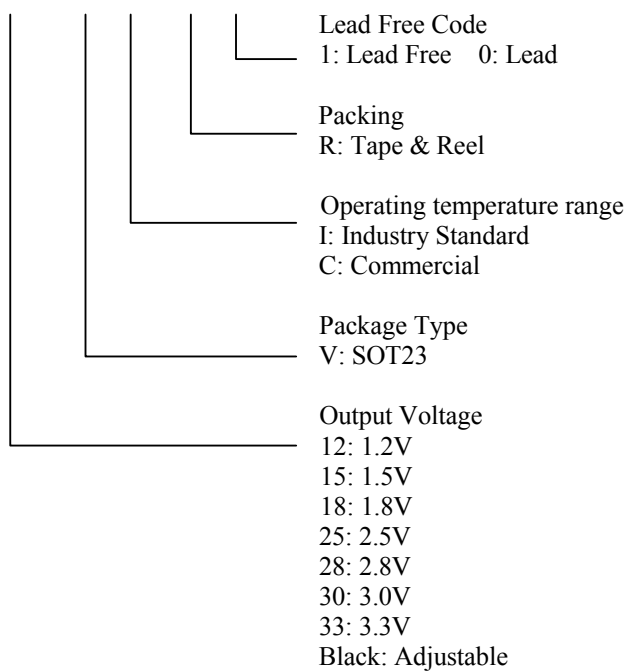 Lead Free Code
1: Lead Free 0: Lead
Packing
R: Tape & Reel
Operating temperature range
I: Industry Standard
C: Commercial
Package Type
V: SOT23
Output Voltage
12: 1.2V
15: 1.5V
18: 1.8V
25: 2.5V
28: 2.8V
30: 3.0V
33: 3.3V
Black: Adjustable